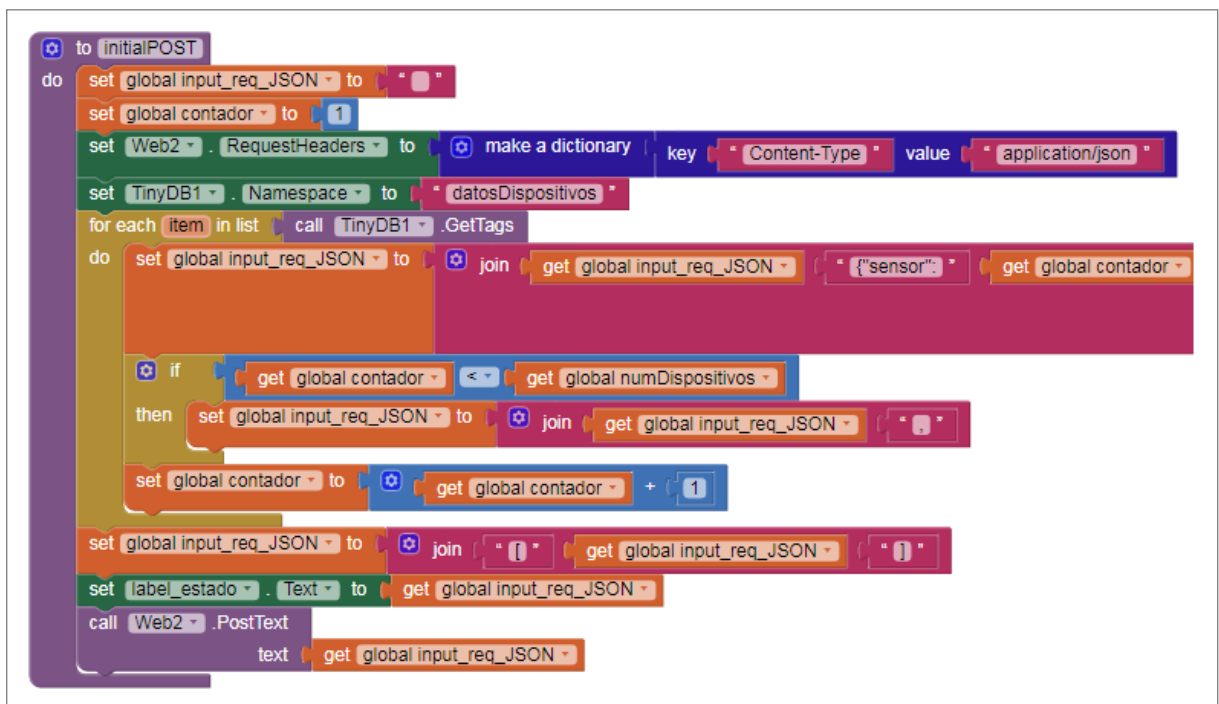 to initialPOST
do set global input_req_JSON to " "
set global contador to 1
set Web2 . RequestHeaders to make a dictionary key " Content-Type " value " application/json "
set TinyDB1 . Namespace to " datosDispositivos "
for each item in list call TinyDB1 .GetTags
do set global input_req_JSON to join get global input_req_JSON " {"sensor": " get global contador
if get global contador < get global numDispositivos
then set global input_req_JSON to join get global input_req_JSON " , "
set global contador to get global contador + 1
set global input_req_JSON to join " [ " get global input_req_JSON " ] "
set label_estado . Text to get global input_req_JSON
call Web2 .PostText
text get global input_req_JSON